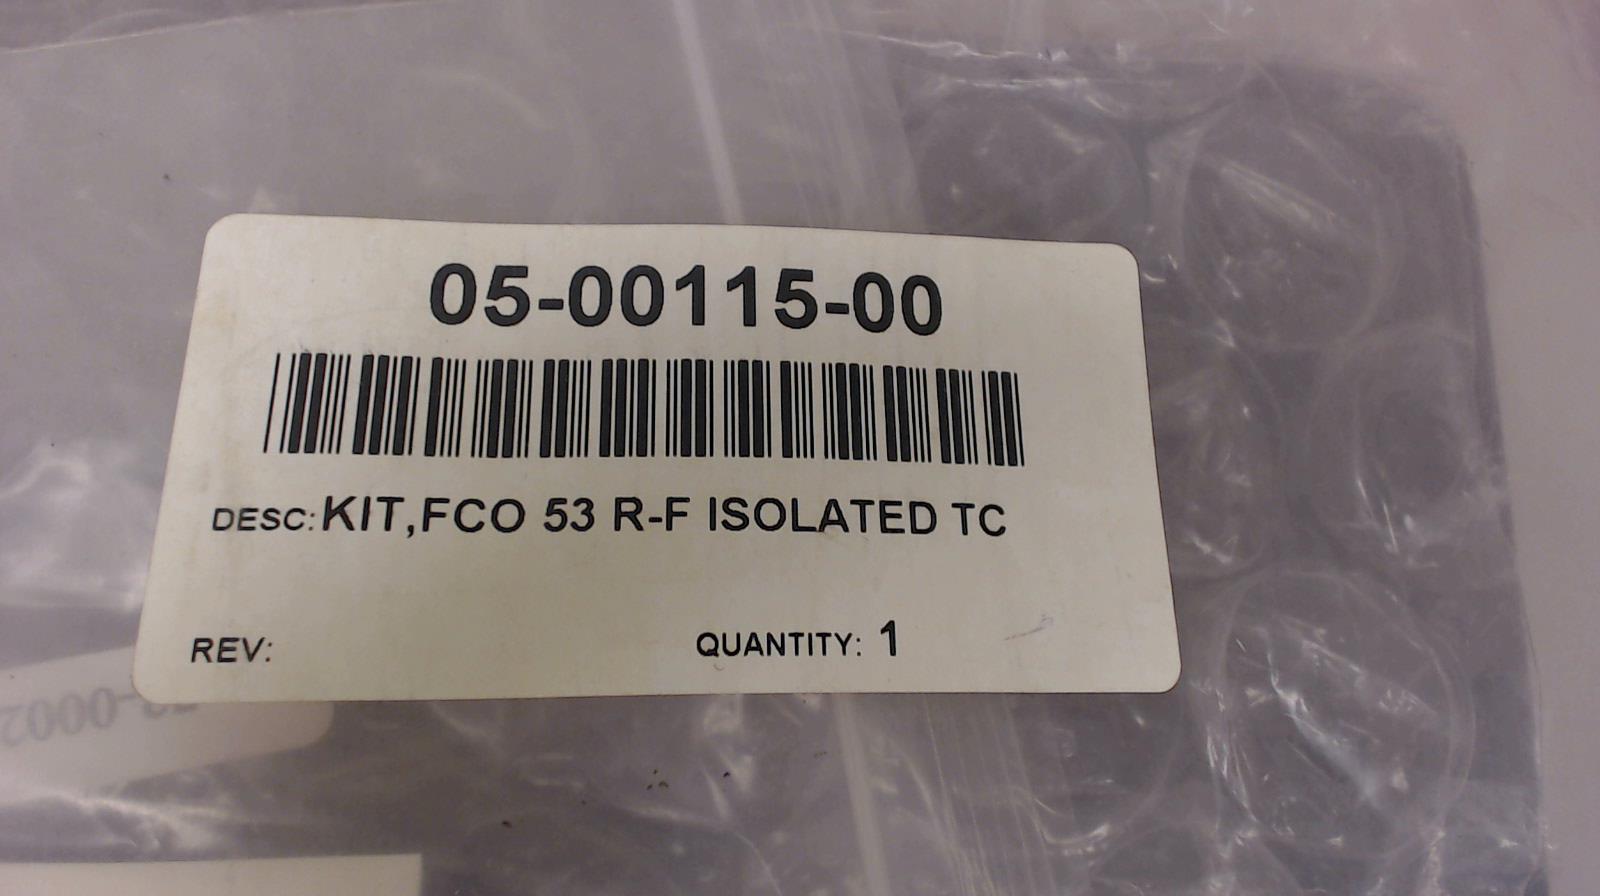 05-00115-00
DESC: KIT,FCO 53 R-F ISOLATED TC
REV:
QUANTITY: 1